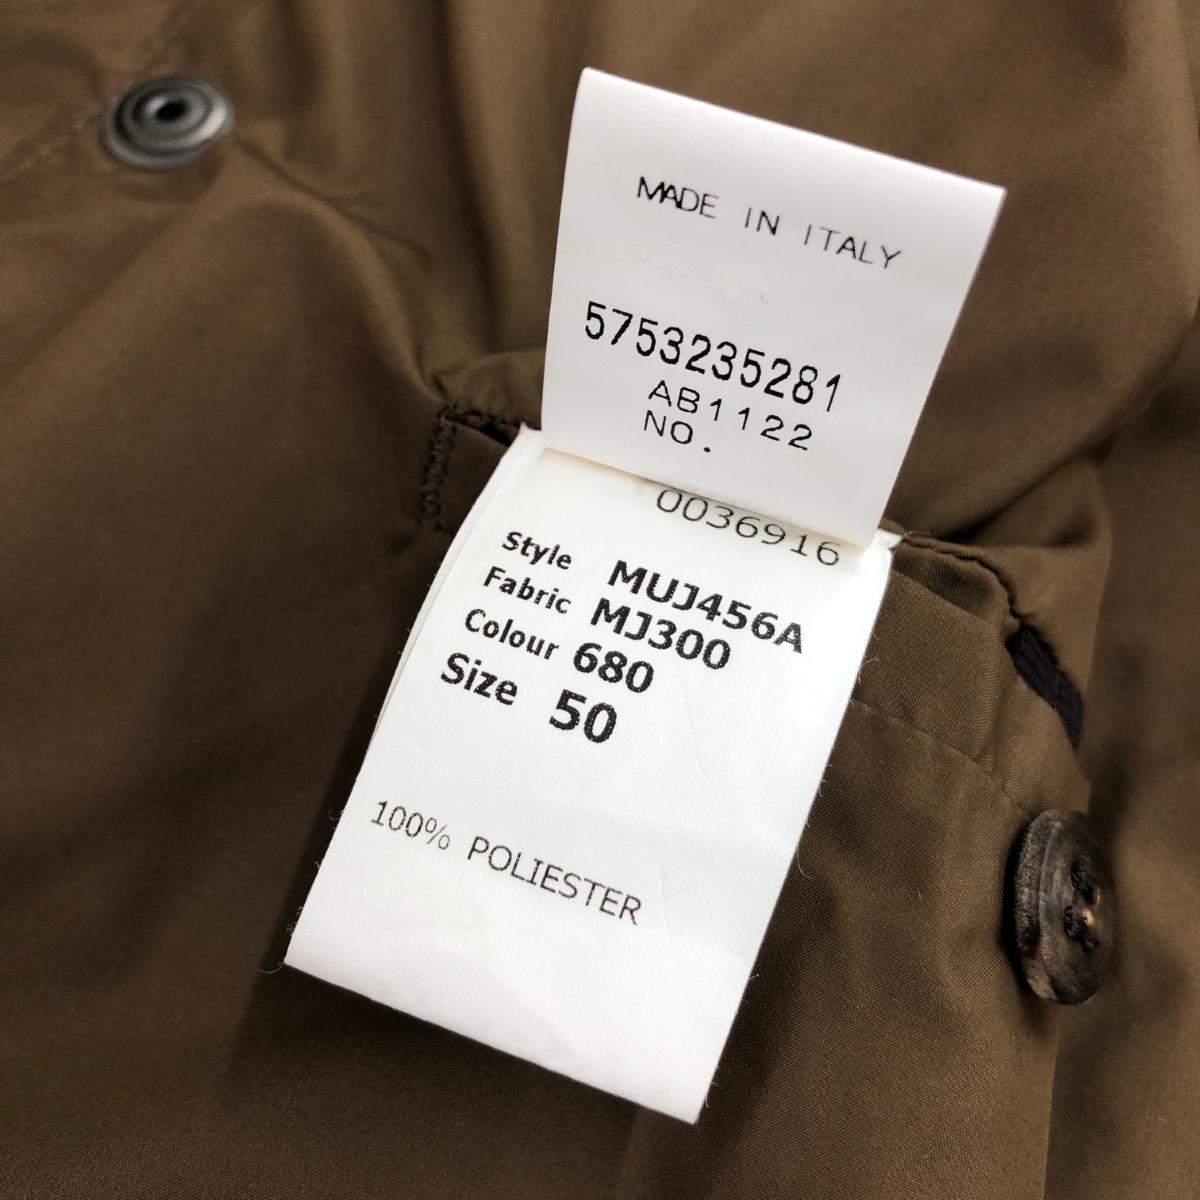 MADE IN ITALY
5753235281
AB1122
NO.
0036916
Style MUJ456A
Fabric MJ300
Colour 680
Size 50
100% POLIESTER